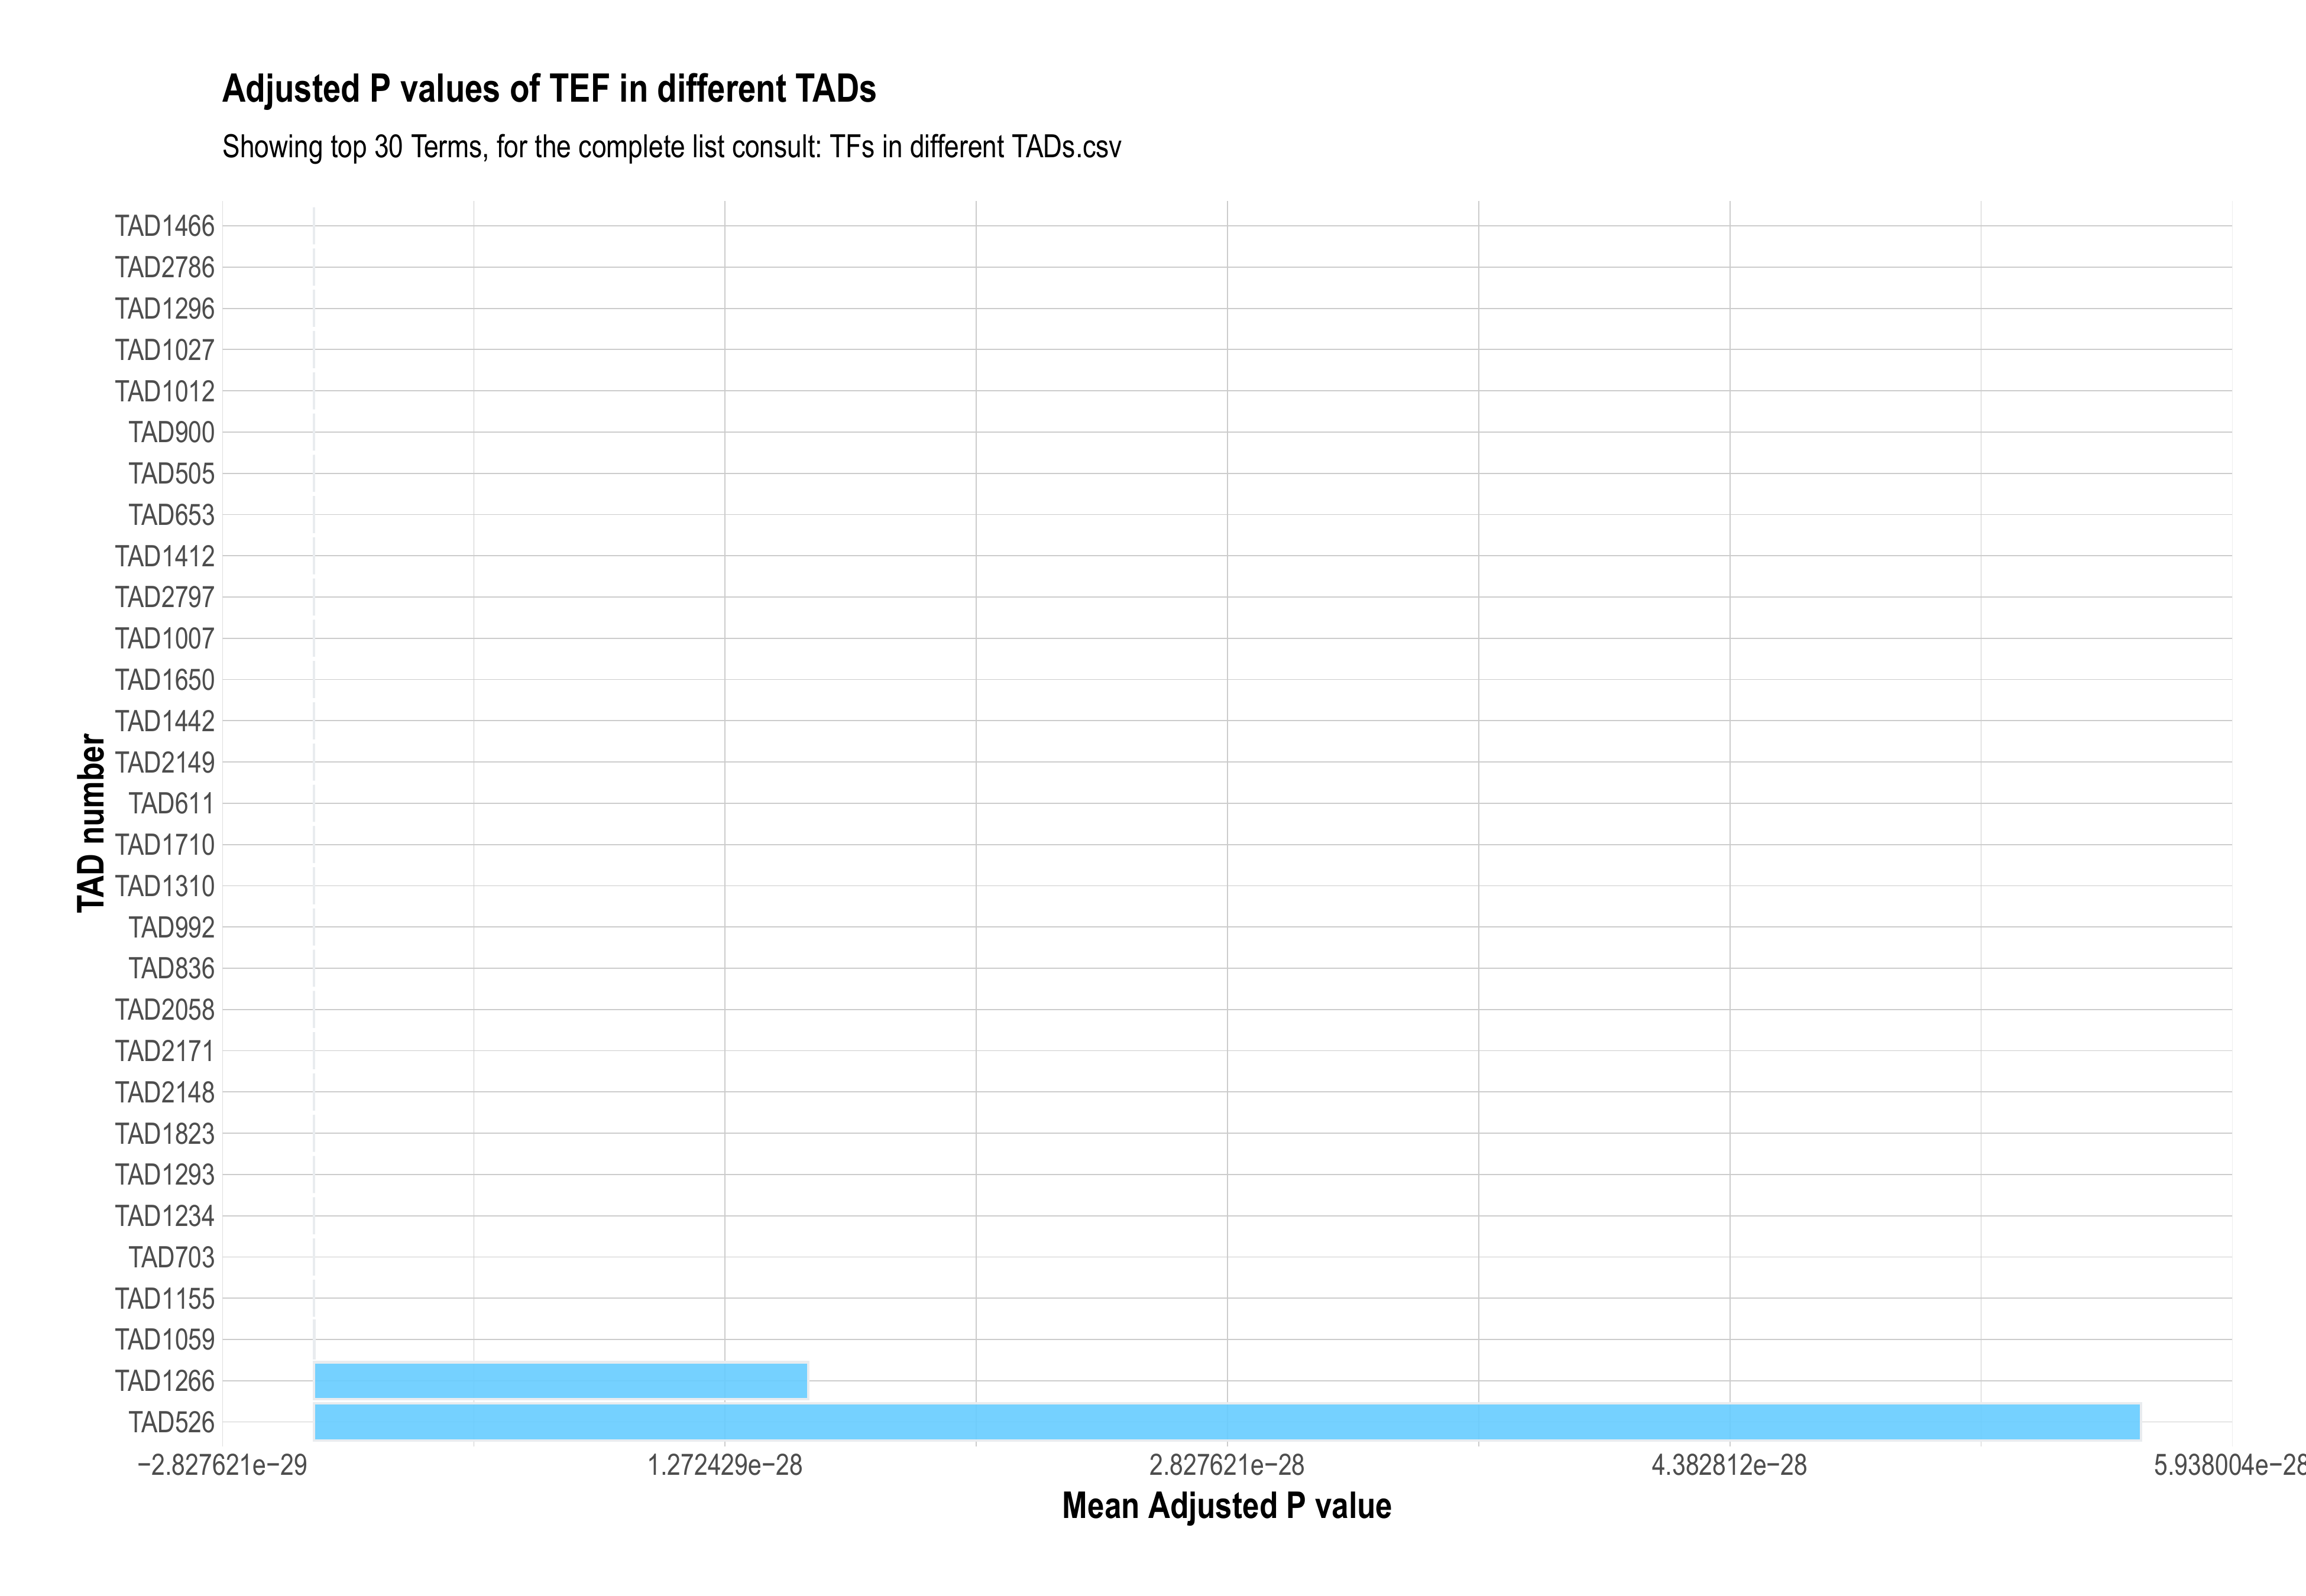 Adjusted P values of TEF in different TADs
Showing top 30 Terms, for the complete list consult: TFs in different TADs.csv
TAD1466
TAD2786
TAD1296
TAD1027
TAD1012
TAD900
TAD505
TAD653
TAD1412
TAD2797
TAD1007
TAD1650
TAD1442
TAD2149
TAD611
TAD1710
TAD1310
TAD992
TAD836
TAD2058
TAD2171
TAD2148
TAD1823
TAD1293
TAD1234
TAD703
TAD1155
TAD1059
TAD1266
TAD526
TAD number
−2.827621e−29 1.272429e−28 2.827621e−28 4.382812e−28 5.938004e−28
Mean Adjusted P value